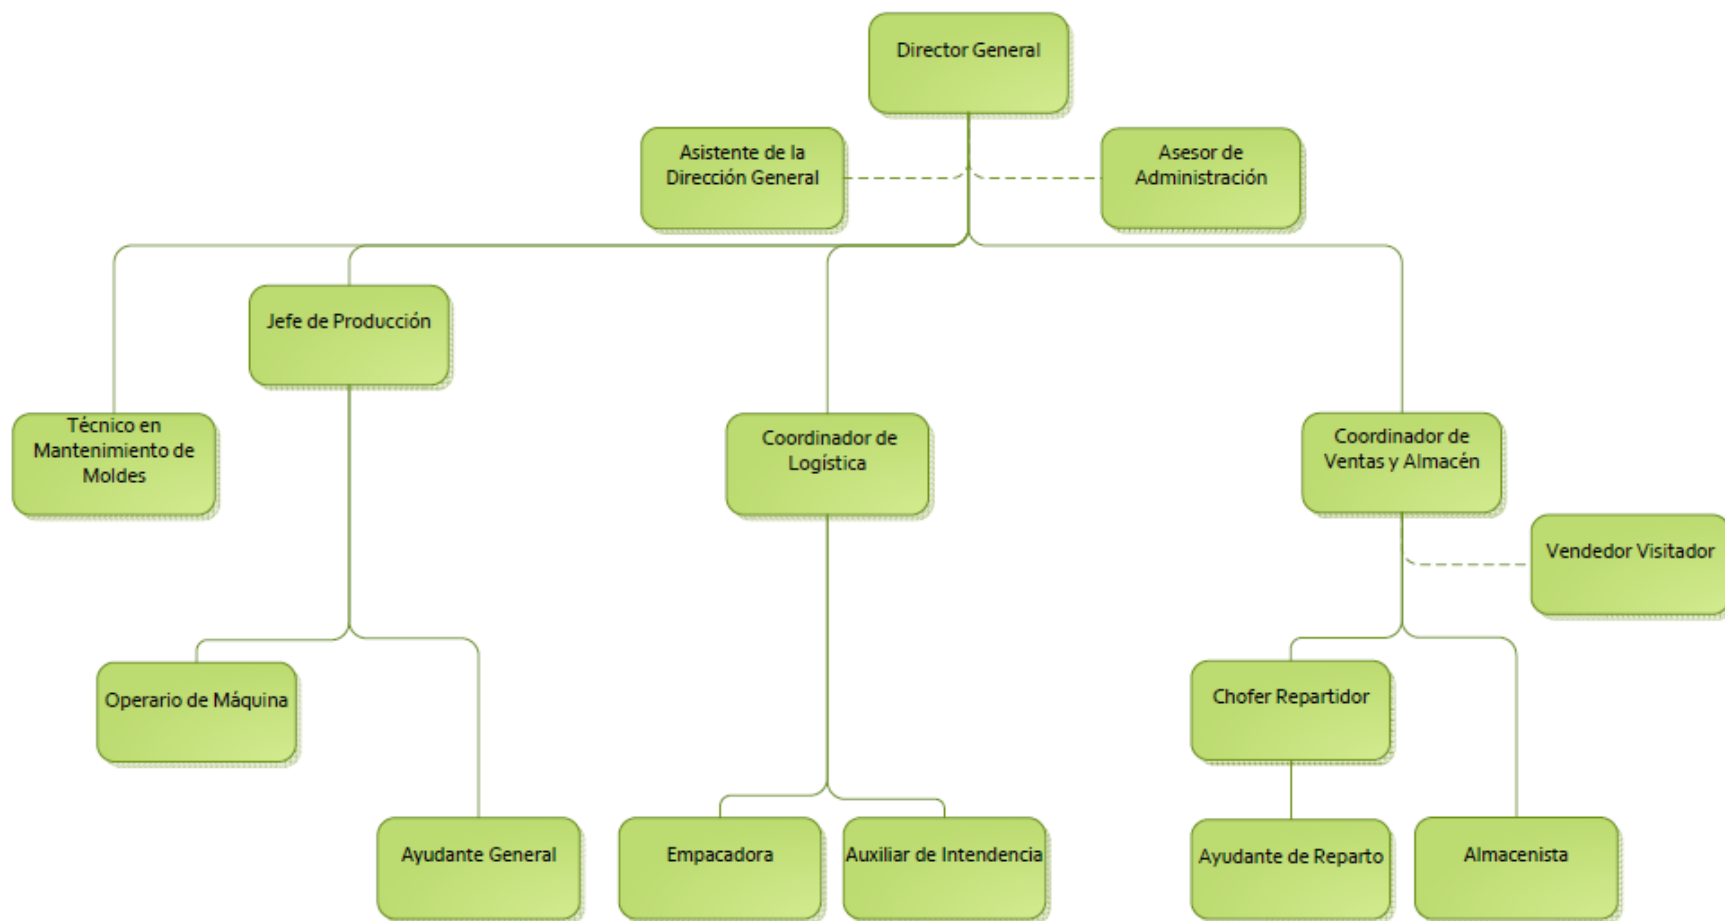 Director General
Asistente de la
Dirección General
Asesor de
Administración
Jefe de Producción
Técnico en
Mantenimiento de
Moldes
Coordinador de
Logística
Coordinador de
Ventas y Almacén
Vendedor Visitador
Operario de Máquina
Chofer Repartidor
Ayudante General
Empacadora
Auxiliar de Intendencia
Ayudante de Reparto
Almacenista